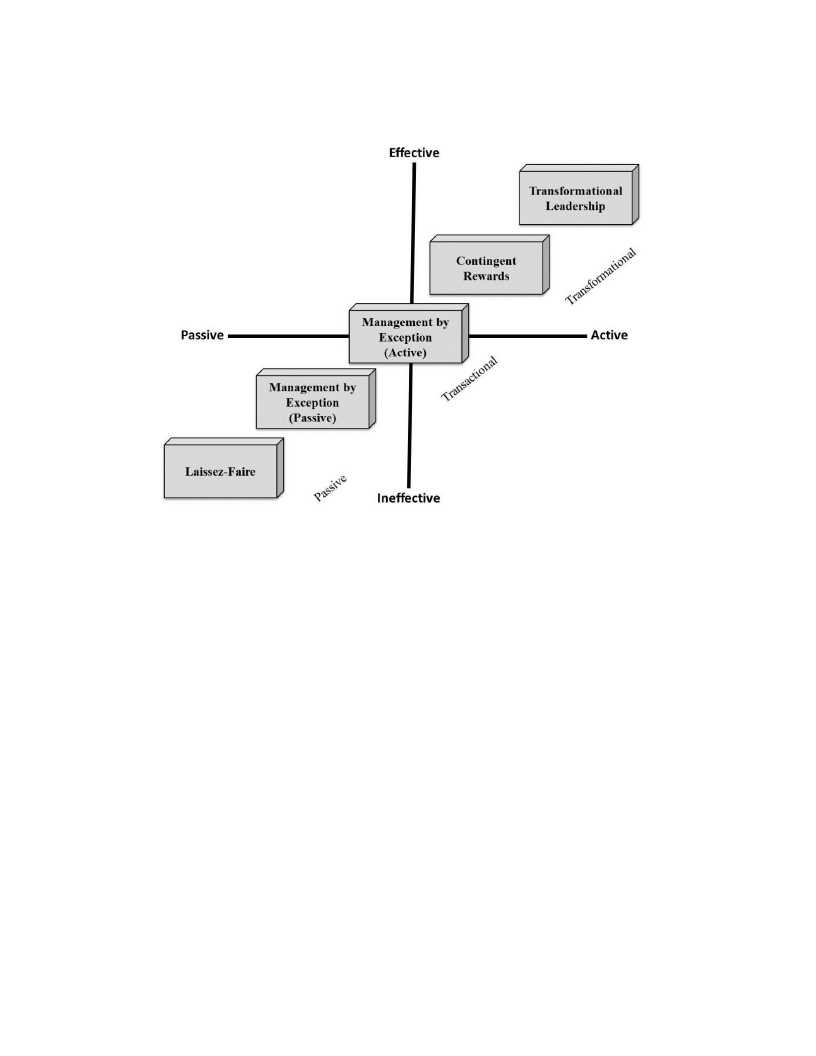 Effective
Transformational
Leadership
Contingent
Rewards
Transformational
Management by
Exception
(Active)
Passive
Active
Transactional
Management by
Exception
(Passive)
Laissez-Faire
Passive
Ineffective